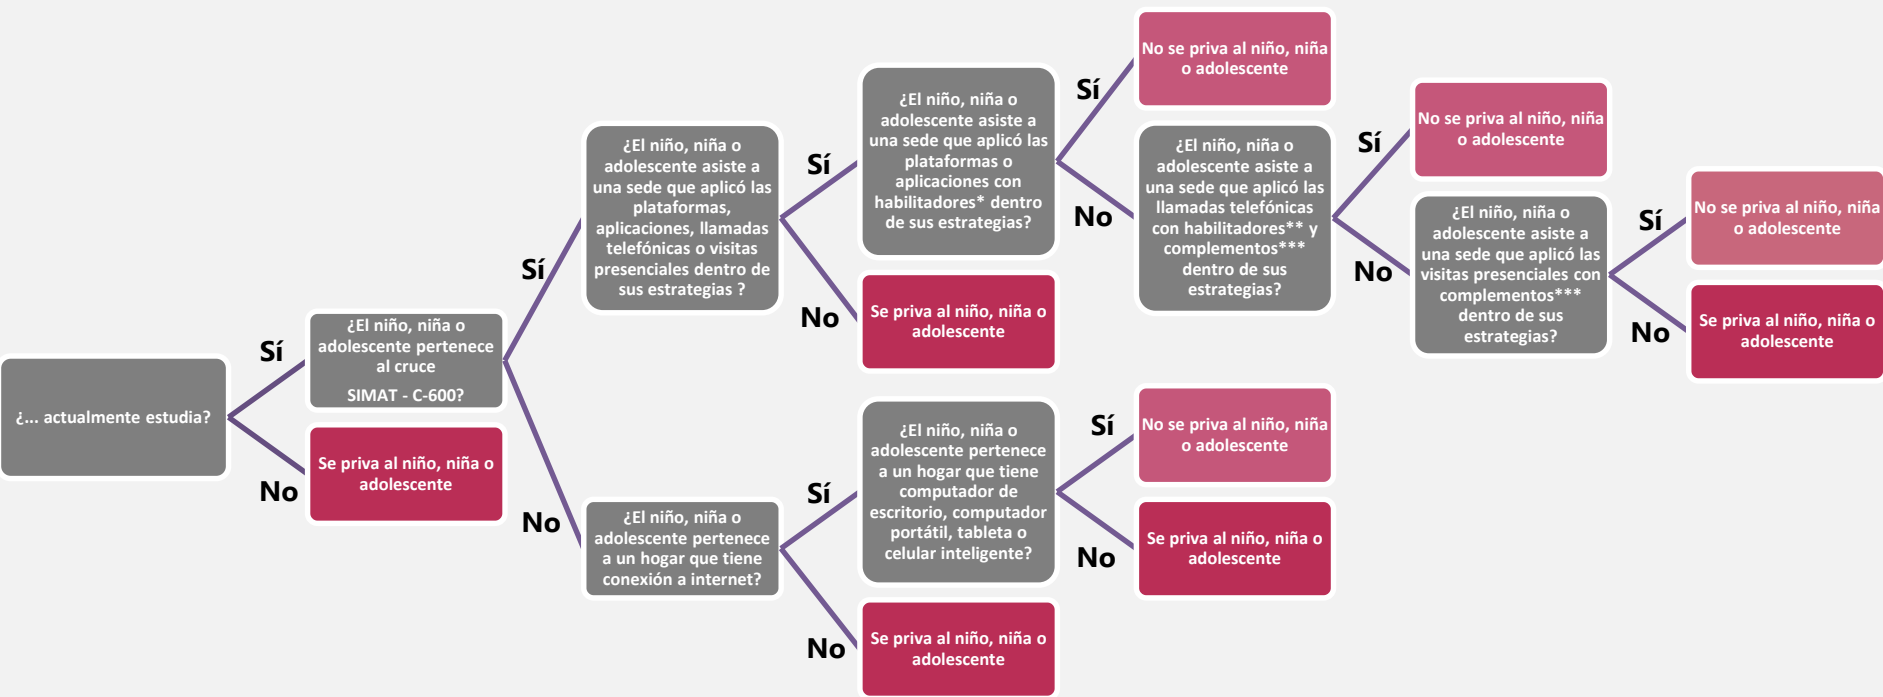 ¿... actualmente estudia?
Sí
No
¿El niño, niña o
adolescente pertenece
al cruce
SIMAT - C-600?
Se priva al niño, niña o
adolescente
Sí
No
¿El niño, niña o
adolescente asiste a
una sede que aplicó las
plataformas,
aplicaciones, llamadas
telefónicas o visitas
presenciales dentro de
sus estrategias ?
¿El niño, niña o
adolescente pertenece
a un hogar que tiene
conexión a internet?
Sí
No
Sí
No
¿El niño, niña o
adolescente asiste a
una sede que aplicó las
plataformas o
aplicaciones con
habilitadores* dentro
de sus estrategias?
Se priva al niño, niña o
adolescente
¿El niño, niña o
adolescente pertenece
a un hogar que tiene
computador de
escritorio, computador
portátil, tableta o
celular inteligente?
Se priva al niño, niña o
adolescente
Sí
No
Sí
No
No se priva al niño, niña
o adolescente
¿El niño, niña o
adolescente asiste a
una sede que aplicó las
llamadas telefónicas
con habilitadores** y
complementos***
dentro de sus
estrategias?
No se priva al niño, niña
o adolescente
Se priva al niño, niña o
adolescente
Sí
No
No se priva al niño, niña
o adolescente
¿El niño, niña o
adolescente asiste a
una sede que aplicó las
visitas presenciales con
complementos***
dentro de sus
estrategias?
Sí
No
No se priva al niño, niña
o adolescente
Se priva al niño, niña o
adolescente